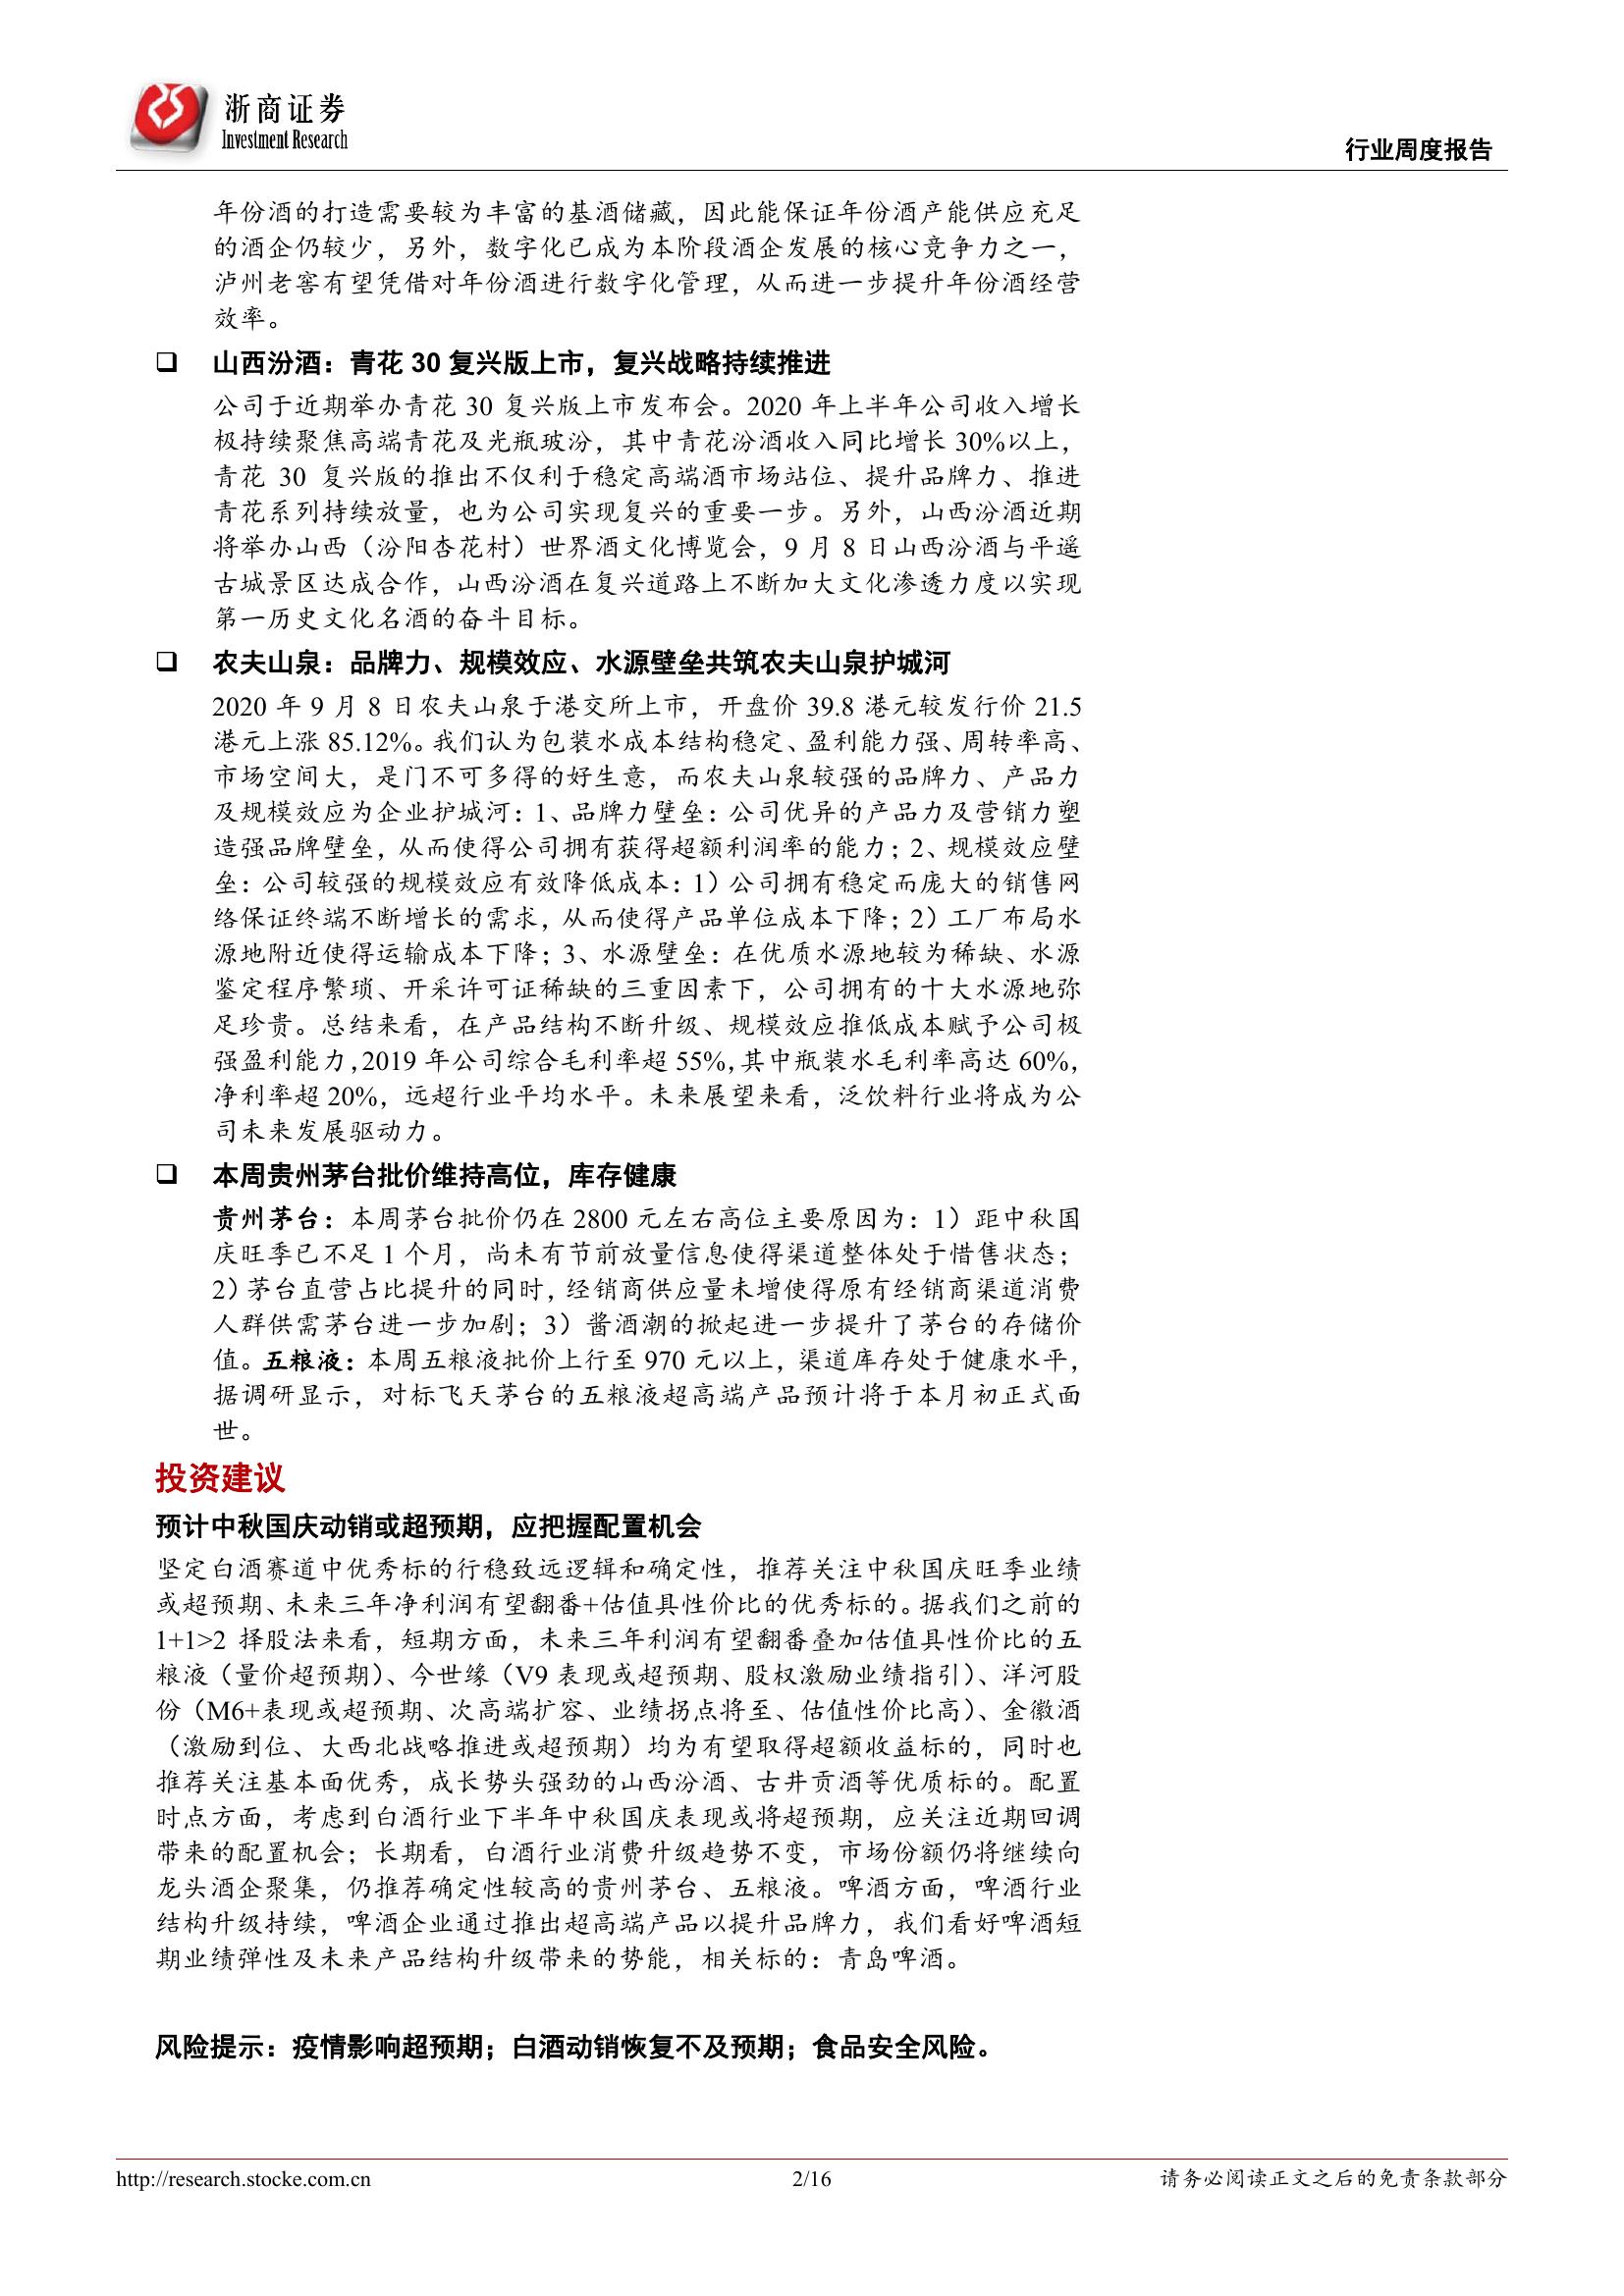 浙商证券
Investment Research
行业周度报告
年份酒的打造需要较为丰富的基酒储藏，因此能保证年份酒产能供应充足
的酒企仍较少，另外，数字化已成为本阶段酒企发展的核心竞争力之一，
泸州老窖有望凭借对年份酒进行数字化管理，从而进一步提升年份酒经营
效率。
❑ 山西汾酒：青花 30 复兴版上市，复兴战略持续推进
公司于近期举办青花 30 复兴版上市发布会。2020 年上半年公司收入增长
极持续聚焦高端青花及光瓶玻汾，其中青花汾酒收入同比增长 30%以上，
青花 30 复兴版的推出不仅利于稳定高端酒市场站位、提升品牌力、推进
青花系列持续放量，也为公司实现复兴的重要一步。另外，山西汾酒近期
将举办山西（汾阳杏花村）世界酒文化博览会，9 月 8 日山西汾酒与平遥
古城景区达成合作，山西汾酒在复兴道路上不断加大文化渗透力度以实现
第一历史文化名酒的奋斗目标。
❑ 农夫山泉：品牌力、规模效应、水源壁垒共筑农夫山泉护城河
2020 年 9 月 8 日农夫山泉于港交所上市，开盘价 39.8 港元较发行价 21.5
港元上涨 85.12%。我们认为包装水成本结构稳定、盈利能力强、周转率高、
市场空间大，是门不可多得的好生意，而农夫山泉较强的品牌力、产品力
及规模效应为企业护城河：1、品牌力壁垒：公司优异的产品力及营销力塑
造强品牌壁垒，从而使得公司拥有获得超额利润率的能力；2、规模效应壁
垒：公司较强的规模效应有效降低成本：1）公司拥有稳定而庞大的销售网
络保证终端不断增长的需求，从而使得产品单位成本下降；2）工厂布局水
源地附近使得运输成本下降；3、水源壁垒：在优质水源地较为稀缺、水源
鉴定程序繁琐、开采许可证稀缺的三重因素下，公司拥有的十大水源地弥
足珍贵。总结来看，在产品结构不断升级、规模效应推低成本赋予公司极
强盈利能力，2019 年公司综合毛利率超 55%，其中瓶装水毛利率高达 60%，
净利率超 20%，远超行业平均水平。未来展望来看，泛饮料行业将成为公
司未来发展驱动力。
❑ 本周贵州茅台批价维持高位，库存健康
贵州茅台：本周茅台批价仍在 2800 元左右高位主要原因为：1）距中秋国
庆旺季已不足 1 个月，尚未有节前放量信息使得渠道整体处于惜售状态；
2）茅台直营占比提升的同时，经销商供应量未增使得原有经销商渠道消费
人群供需茅台进一步加剧；3）酱酒潮的掀起进一步提升了茅台的存储价
值。五粮液：本周五粮液批价上行至 970 元以上，渠道库存处于健康水平，
据调研显示，对标飞天茅台的五粮液超高端产品预计将于本月初正式面
世。
投资建议
预计中秋国庆动销或超预期，应把握配置机会
坚定白酒赛道中优秀标的行稳致远逻辑和确定性，推荐关注中秋国庆旺季业绩
或超预期、未来三年净利润有望翻番+估值具性价比的优秀标的。据我们之前的
1+1>2 择股法来看，短期方面，未来三年利润有望翻番叠加估值具性价比的五
粮液（量价超预期）、今世缘（V9 表现或超预期、股权激励业绩指引）、洋河股
份（M6+表现或超预期、次高端扩容、业绩拐点将至、估值性价比高）、金徽酒
（激励到位、大西北战略推进或超预期）均为有望取得超额收益标的，同时也
推荐关注基本面优秀，成长势头强劲的山西汾酒、古井贡酒等优质标的。配置
时点方面，考虑到白酒行业下半年中秋国庆表现或将超预期，应关注近期回调
带来的配置机会；长期看，白酒行业消费升级趋势不变，市场份额仍将继续向
龙头酒企聚集，仍推荐确定性较高的贵州茅台、五粮液。啤酒方面，啤酒行业
结构升级持续，啤酒企业通过推出超高端产品以提升品牌力，我们看好啤酒短
期业绩弹性及未来产品结构升级带来的势能，相关标的：青岛啤酒。
风险提示：疫情影响超预期；白酒动销恢复不及预期；食品安全风险。
http://research.stocke.com.cn
2/16
请务必阅读正文之后的免责条款部分